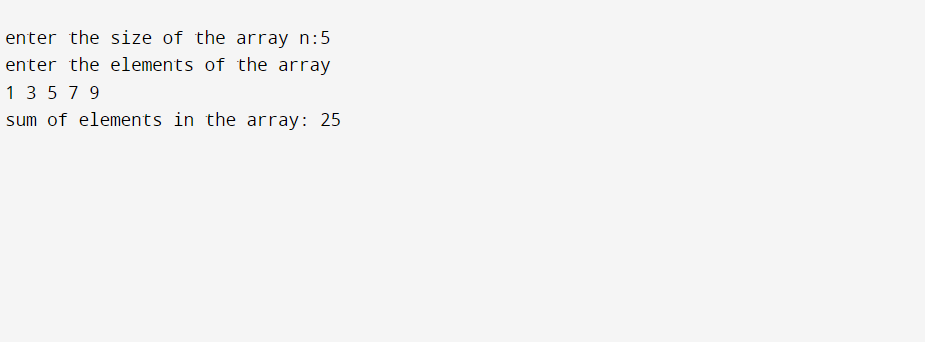 enter the size of the array n:5
enter the elements of the array
1 3 5 7 9
sum of elements in the array: 25